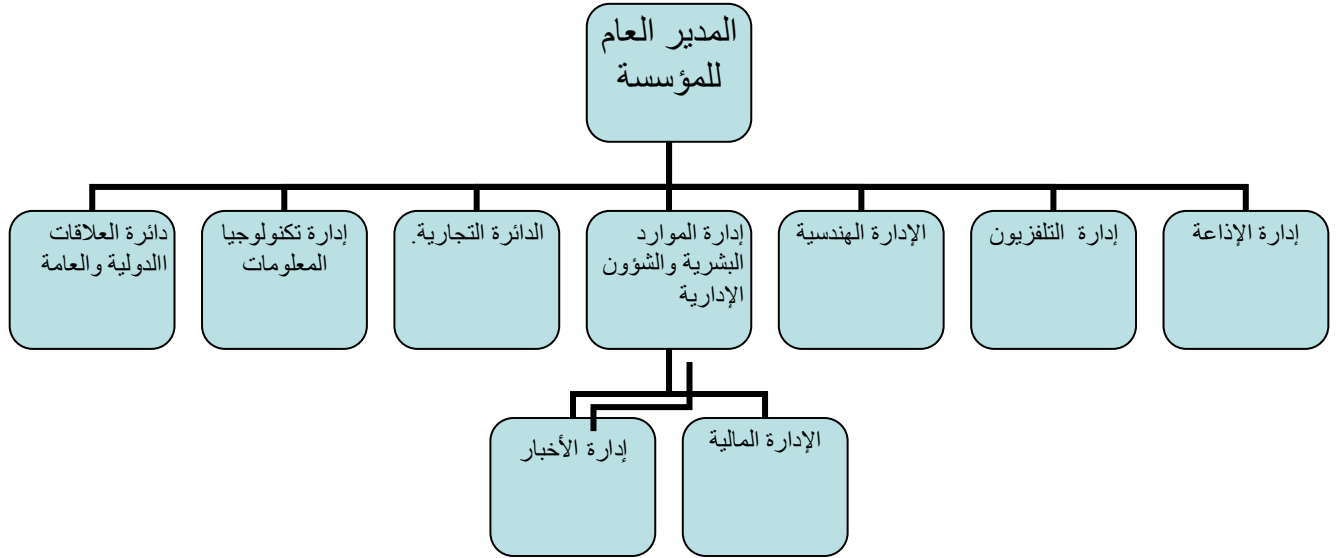 المدير العام
للمؤسسة
إدارة الإذاعة
إدارة التلفزيون
الإدارة الهندسية
إدارة الموارد
البشرية والشؤون
الإدارية
الدائرة التجارية.
إدارة تكنولوجيا
المعلومات
دائرة العلاقات
االدولية والعامة
الإدارة المالية
إدارة الأخبار